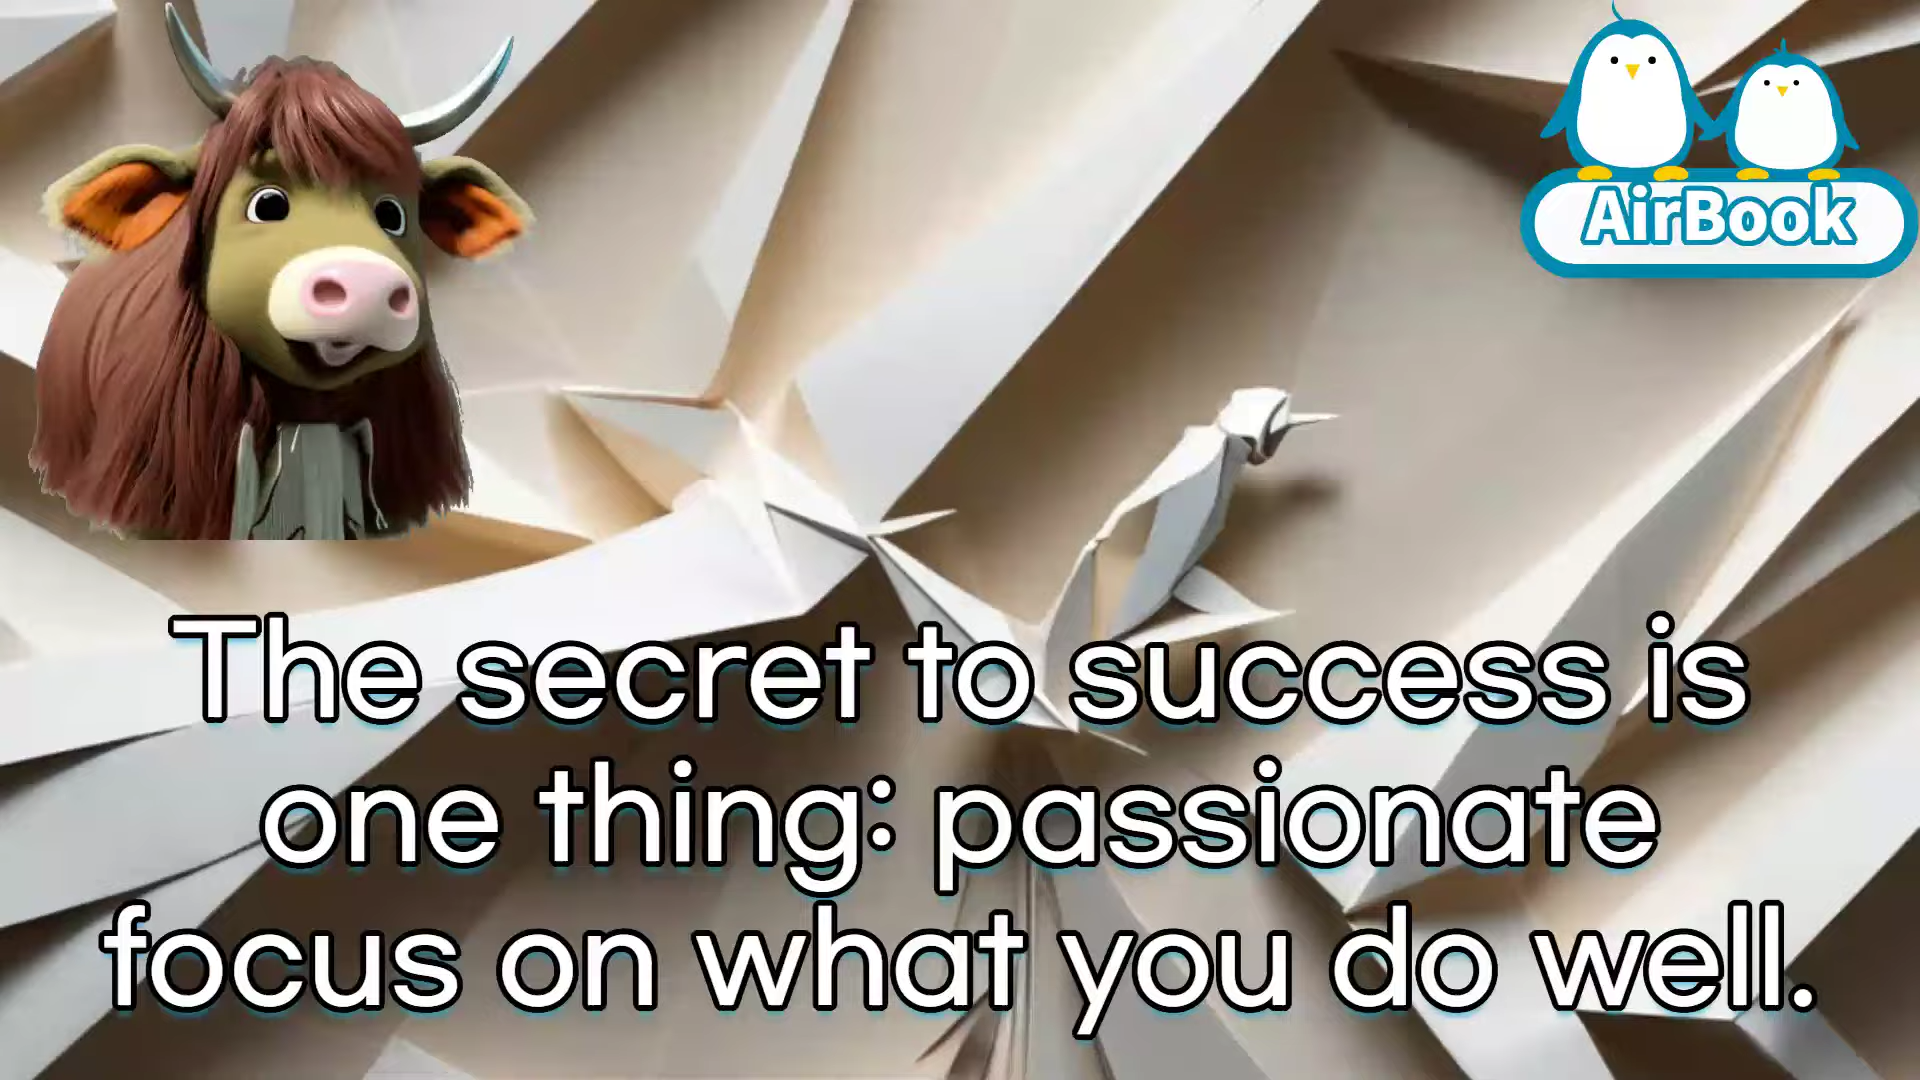 AirBook
The secret to success is
one thing: passionate
focus on what you do well.